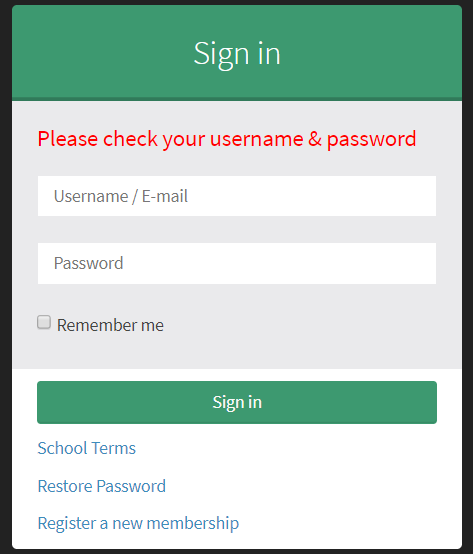 Sign in
Please check your username & password
Username / E-mail
Password
Remember me
Sign in
School Terms
Restore Password
Register a new membership